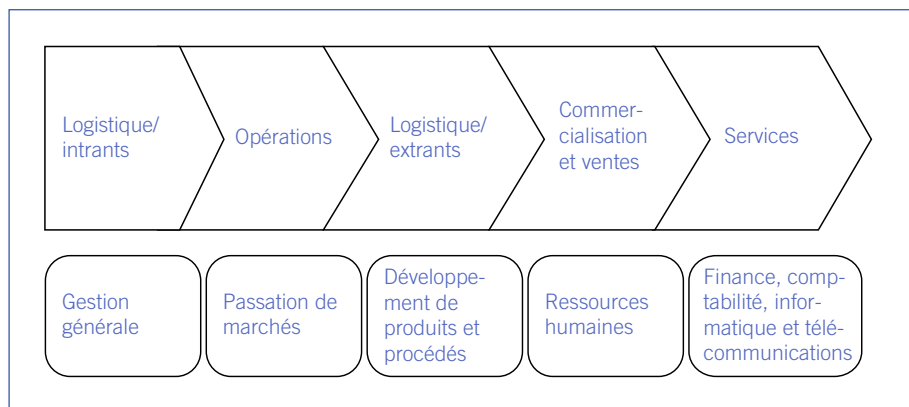 Logistique/
intrants
Opérations
Logistique/
extrants
Commer-
cialisation
et ventes
Services
Gestion
générale
Passation de
marchés
Développe-
ment de
produits et
procédés
Ressources
humaines
Finance, comp-
tabilité, infor-
matique et télé-
communications